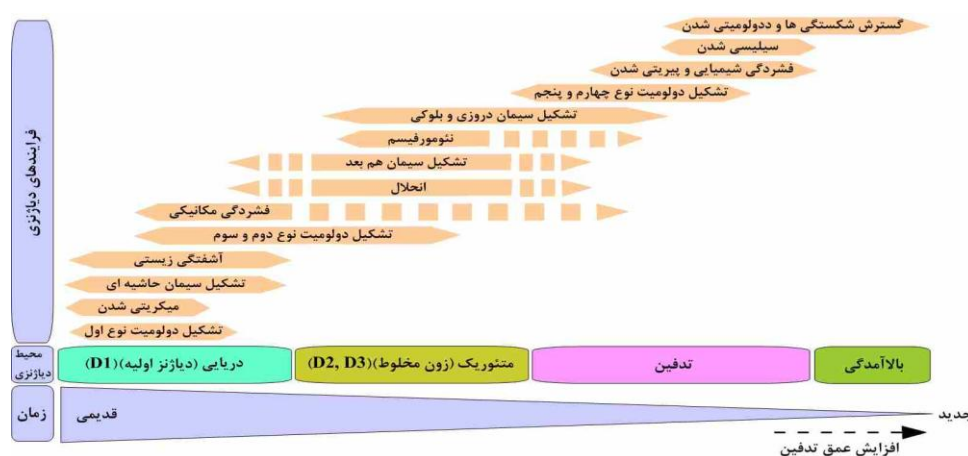 گسترش شکستگی ها و ددولومیتی شدن
سیلیسی شدن
فشردگی شیمیایی و پیریتی شدن
تشکیل دولومیت نوع چهارم و پنجم
تشکیل سیمان دروزی و بلوکی
نئومورفیسم
تشکیل سیمان هم بعد
انحلال
فشردگی مکانیکی
تشکیل دولومیت نوع دوم و سوم
آشفتگی زیستی
تشکیل سیمان حاشیه ای
میکریتی شدن
تشکیل دولومیت نوع اول
فرایندهای دیاژنزی
محیط دیاژنزی
دریایی (دیاژنز اولیه)(D1)
متئوریک (زون مخلوط)(D2, D3)
تدفین
بالاآمدگی
زمان
قدیمی
جدید
افزایش عمق تدفین